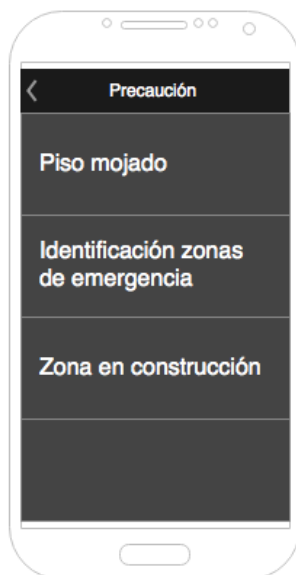 Precaución
Piso mojado
Identificación zonas
de emergencia
Zona en construcción